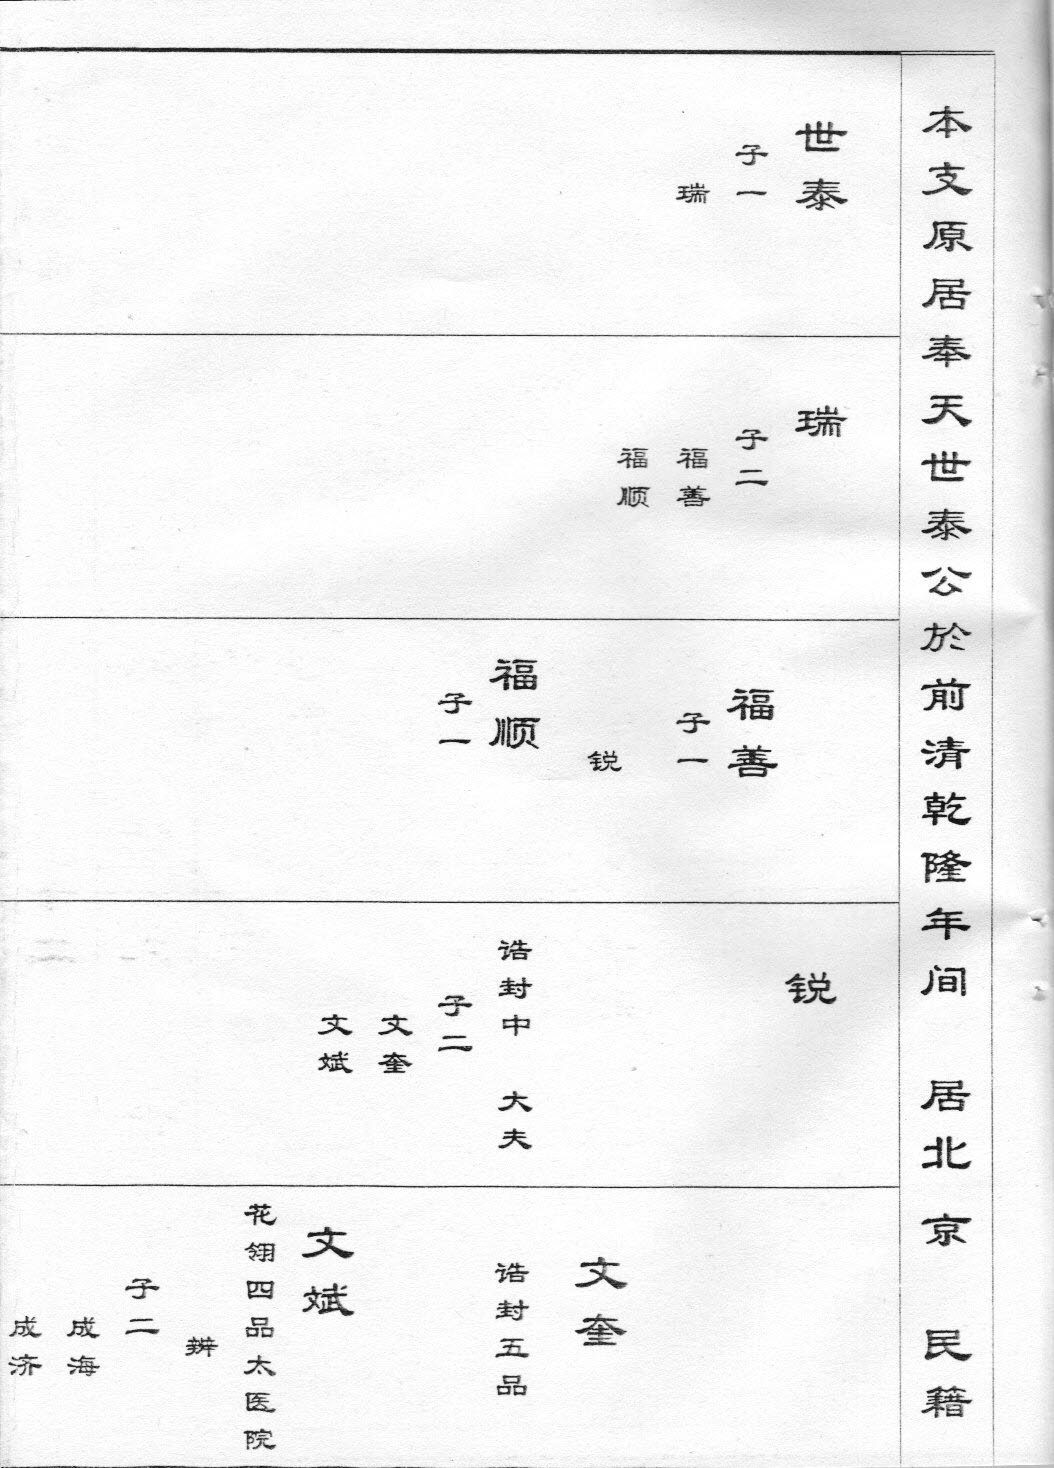 本支原居奉天世泰公於前清乾隆年间 居北京 民籍
世泰
子一
瑞
瑞
子二
福善
福顺
福善
子一
锐
福顺
子一
锐
诰封中 大夫
子二
文奎
文斌
文奎
诰封五品
文斌
花翎四品太医院
辨
子二
成海
成济